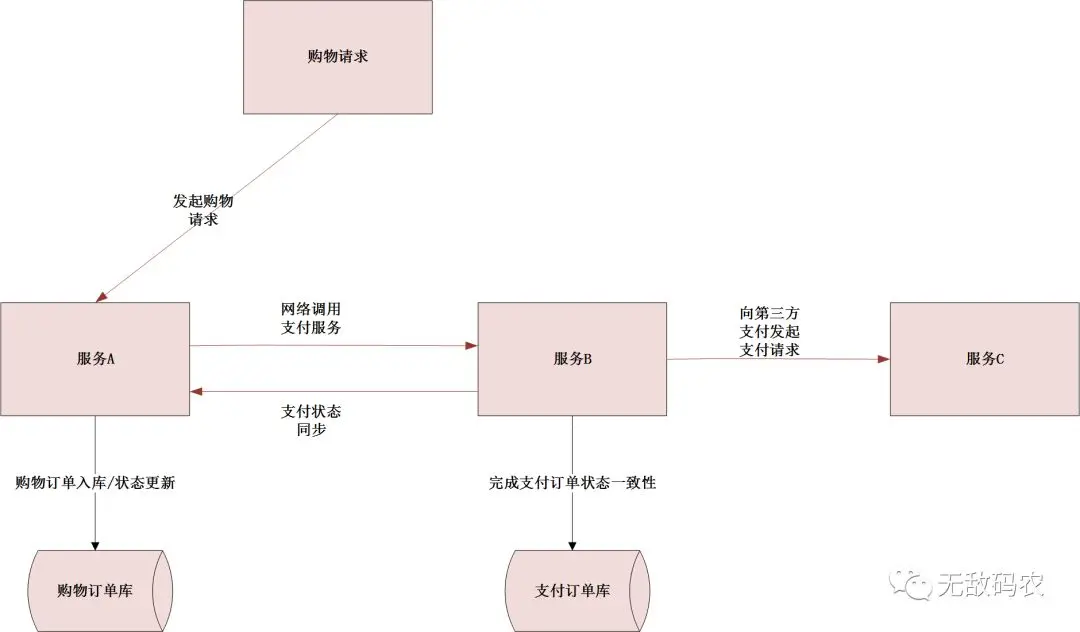 购物请求
发起购物
请求
网络调用
支付服务
向第三方
支付发起
支付请求
服务A
服务B
服务C
支付状态
同步
购物订单入库/状态更新
完成支付订单状态一致性
购物订单库
支付订单库
无敌码农